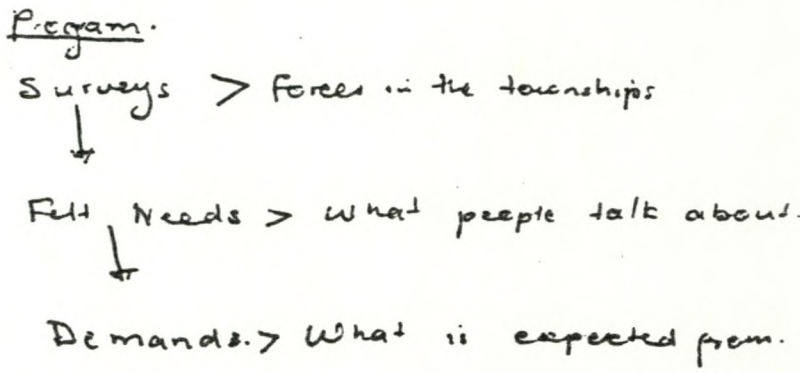 Program.
Surveys > Forces in the townships
Felt Needs > What people talk about.
Demands. > What is expected from.